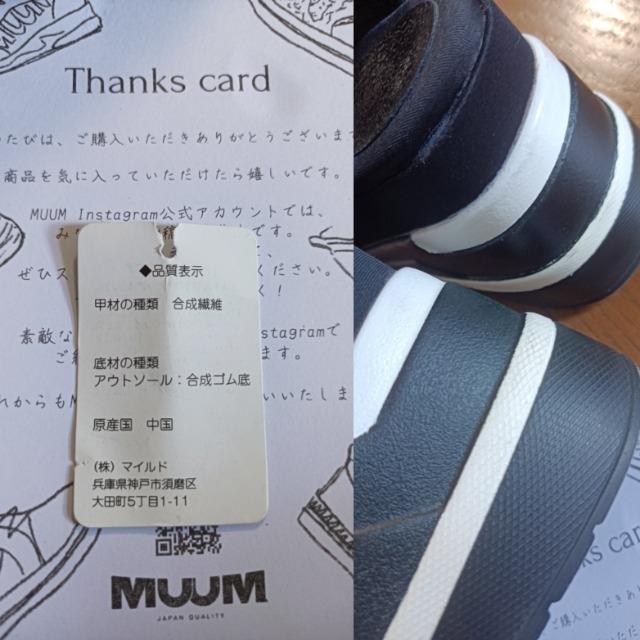 Thanks card
たびは、ご購入いただきありがとうございま
商品を気に入っていただけたら嬉しいです。
MUUM Instagram公式アカウントでは、
み
です。
ぜひス
ください。
く!
素敵な
nstagramで
ご
ます。
れからもM
いいたしま
◆品質表示
甲材の種類 合成繊維
底材の種類
アウトソール:合成ゴム底
原産国 中国
(株) マイルド
兵庫県神戸市須磨区
大田町5丁目1-11
MUUM
JAPAN QUALITY
ks card